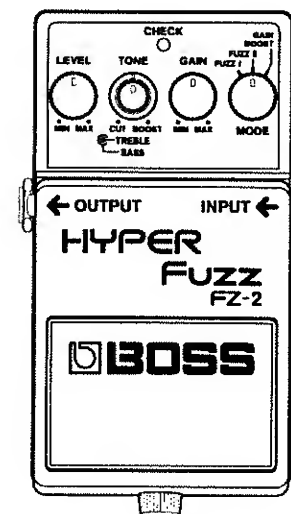 CHECK
LEVEL TONE GAIN
FUZZ I FUZZ II GAIN BOOST
MIN MAX CUT BOOST MIN MAX MODE
TREBLE
BASS
← OUTPUT INPUT ←
HYPER
FUZZ
FZ-2
BOSS